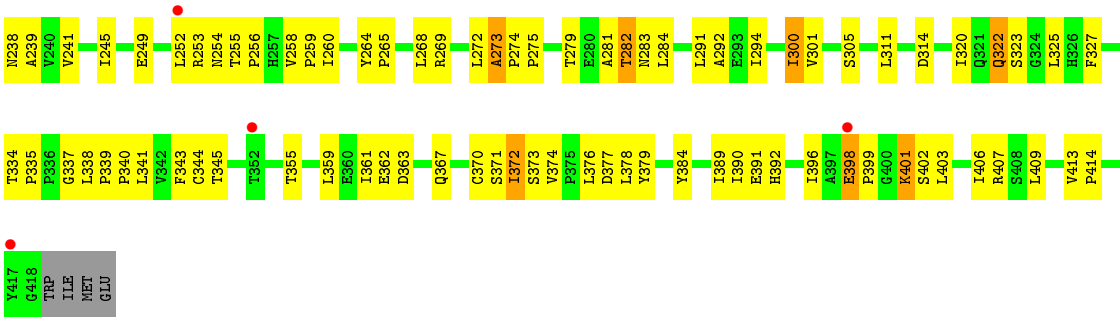 N238 A239 V240 V241 I245 E249 L252 R253 N254 T255 P256 H257 V258 P259 I260 Y264 P265 L268 R269 L272 A273 P274 P275 T279 E280 A281 T282 N283 L284 L291 A292 E293 I294 I300 V301 S305 L311 D314 I320 Q321 Q322 S323 G324 L325 H326 F327
T334 P335 P336 G337 L338 P339 P340 L341 V342 F343 C344 T345 T352 T355 L359 E360 I361 E362 D363 Q367 C370 S371 I372 S373 V374 P375 L376 D377 L378 Y379 Y384 I389 I390 E391 H392 I396 A397 E398 P399 G400 K401 S402 L403 I406 R407 S408 L409 V413 P414
Y417 G418 TRP ILE MET GLU